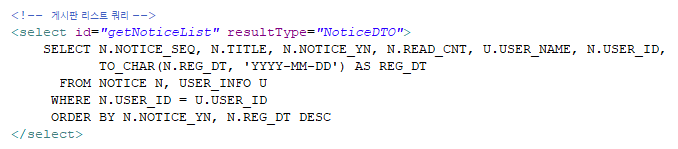 <!-- 게시판 리스트 쿼리 -->
<select id="getNoticeList" resultType="NoticeDTO">
SELECT N.NOTICE_SEQ, N.TITLE, N.NOTICE_YN, N.READ_CNT, U.USER_NAME, N.USER_ID,
TO_CHAR(N.REG_DT, 'YYYY-MM-DD') AS REG_DT
FROM NOTICE N, USER_INFO U
WHERE N.USER_ID = U.USER_ID
ORDER BY N.NOTICE_YN, N.REG_DT DESC
</select>